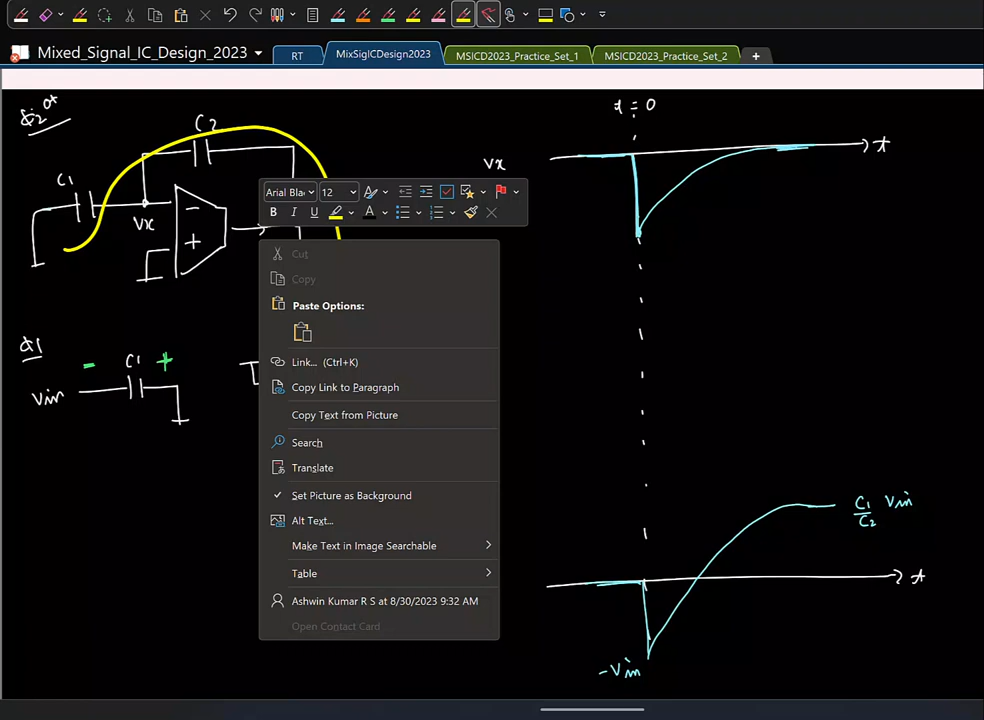 Mixed_Signal_IC_Design_2023
RT
MixSigICDesign2023
MSICD2023_Practice_Set_1
MSICD2023_Practice_Set_2
t = 0
C2
t
Vx
C1
Arial Bla
12
B
I
U
A
Vx
Cut
Copy
Paste Options:
Link... (Ctrl+K)
Copy Link to Paragraph
C1
Vin
Copy Text from Picture
Search
Translate
Set Picture as Background
C1
C2
Vin
Alt Text...
Make Text in Image Searchable
Table
t
Ashwin Kumar R S at 8/30/2023 9:32 AM
Open Contact Card...
-Vin